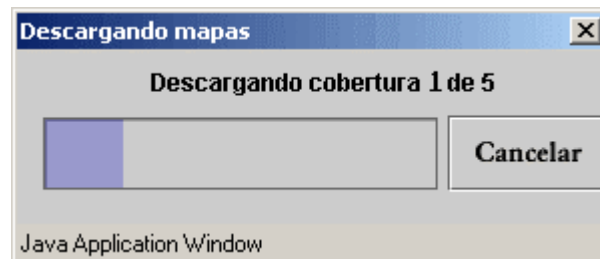 Descargando mapas
Descargando cobertura 1 de 5
Cancelar
Java Application Window